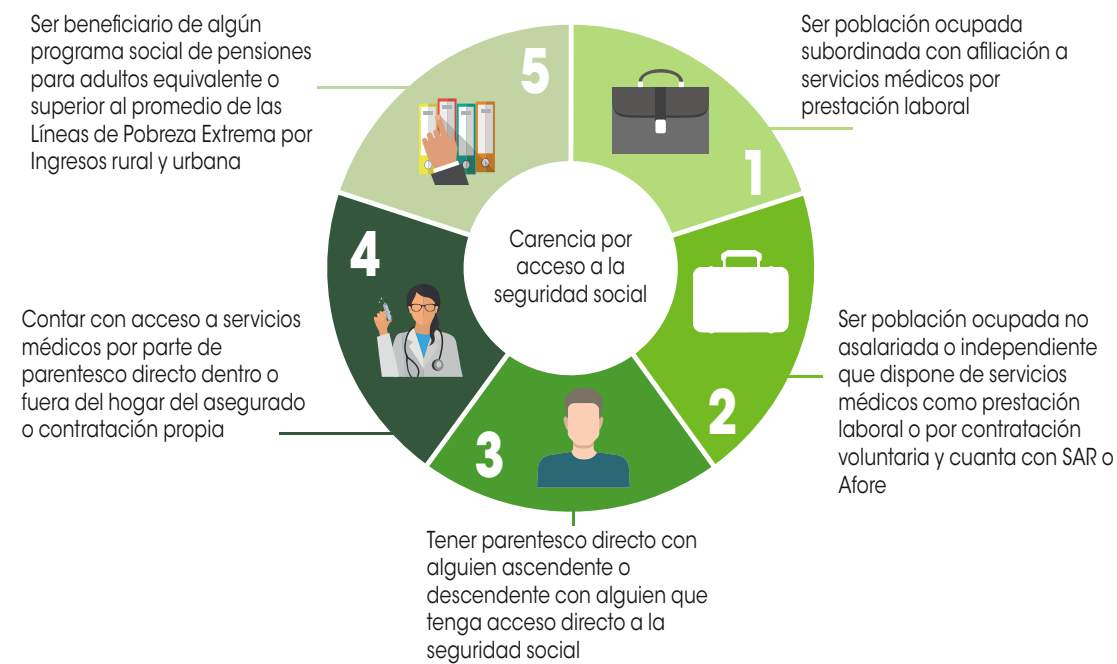 Carencia por
acceso a la
seguridad social
1
Ser población ocupada
subordinada con afiliación a
servicios médicos por
prestación laboral
2
Ser población ocupada no
asalariada o independiente
que dispone de servicios
médicos como prestación
laboral o por contratación
voluntaria y cuanta con SAR o
Afore
3
Tener parentesco directo con
alguien ascendente o
descendente con alguien que
tenga acceso directo a la
seguridad social
4
Contar con acceso a servicios
médicos por parte de
parentesco directo dentro o
fuera del hogar del asegurado
o contratación propia
5
Ser beneficiario de algún
programa social de pensiones
para adultos equivalente o
superior al promedio de las
Líneas de Pobreza Extrema por
Ingresos rural y urbana